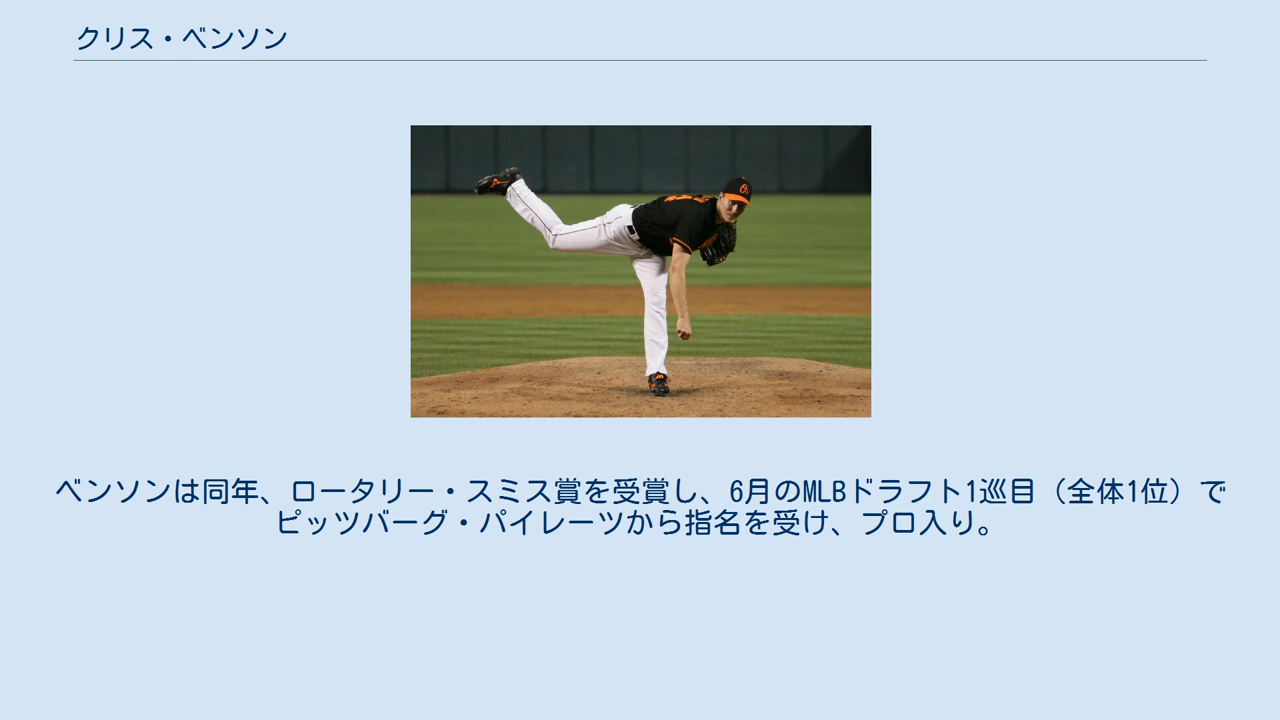 クリス・ベンソン
ベンソンは同年、ロータリー・スミス賞を受賞し、6月のMLBドラフト1巡目（全体1位）で
ピッツバーグ・パイレーツから指名を受け、プロ入り。